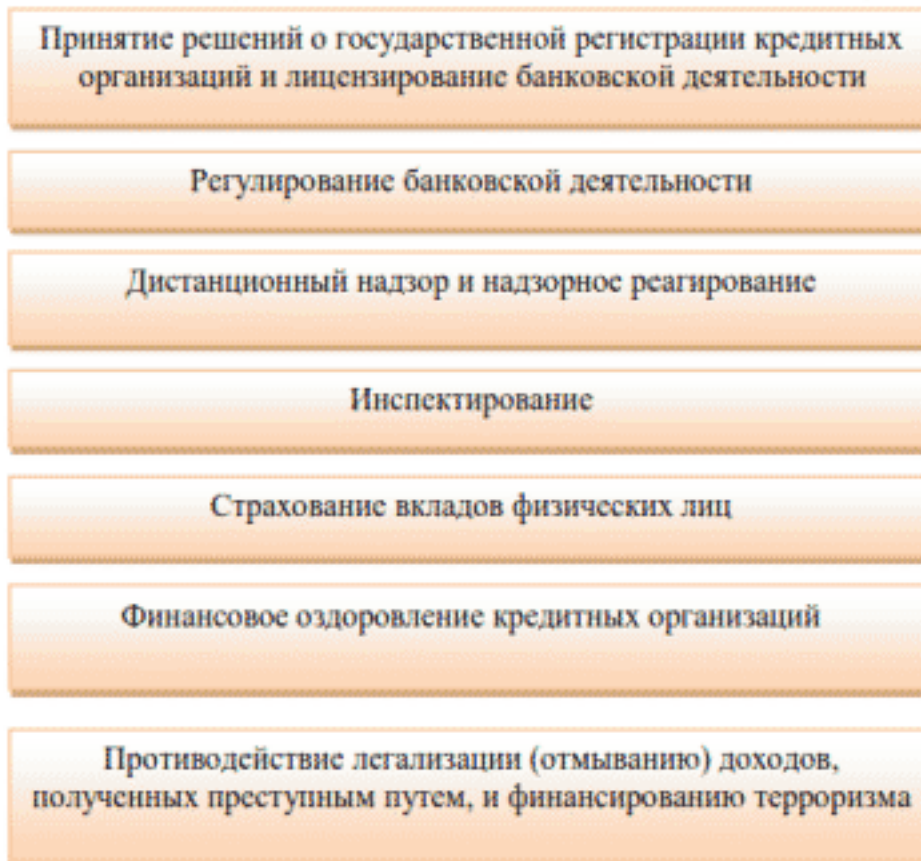 Принятие решений о государственной регистрации кредитных
организаций и лицензирование банковской деятельности
Регулирование банковской деятельности
Дистанционный надзор и надзорное реагирование
Инспектирование
Страхование вкладов физических лиц
Финансовое оздоровление кредитных организаций
Противодействие легализации (отмыванию) доходов,
полученных преступным путем, и финансированию терроризма